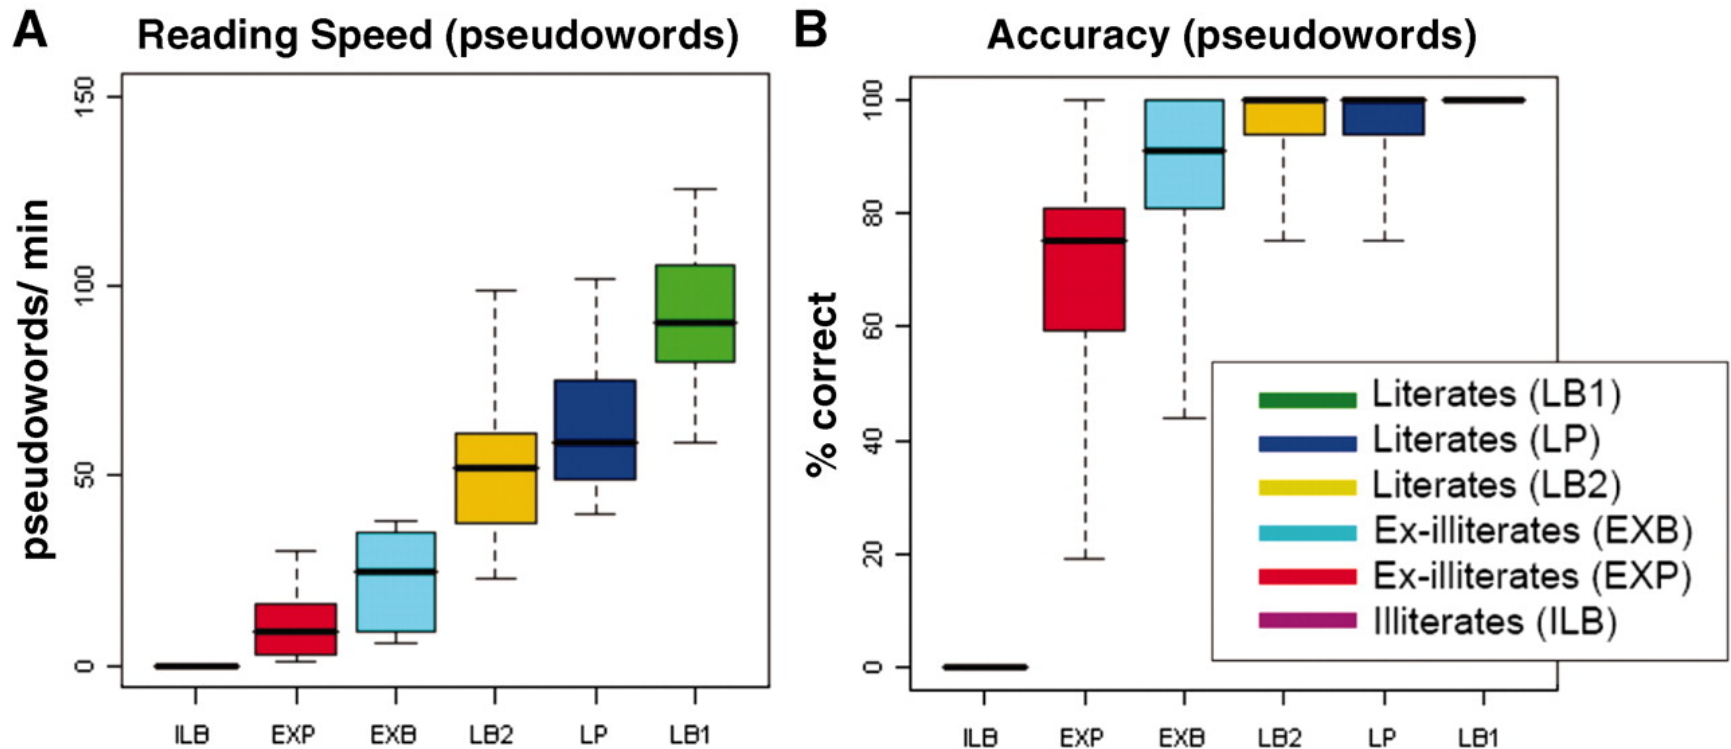 A Reading Speed (pseudowords)
pseudowords/ min
150
100
50
0
ILB EXP EXB LB2 LP LB1
B Accuracy (pseudowords)
% correct
100
80
60
40
20
0
ILB EXP EXB LB2 LP LB1
Literates (LB1)
Literates (LP)
Literates (LB2)
Ex-illiterates (EXB)
Ex-illiterates (EXP)
Illiterates (ILB)